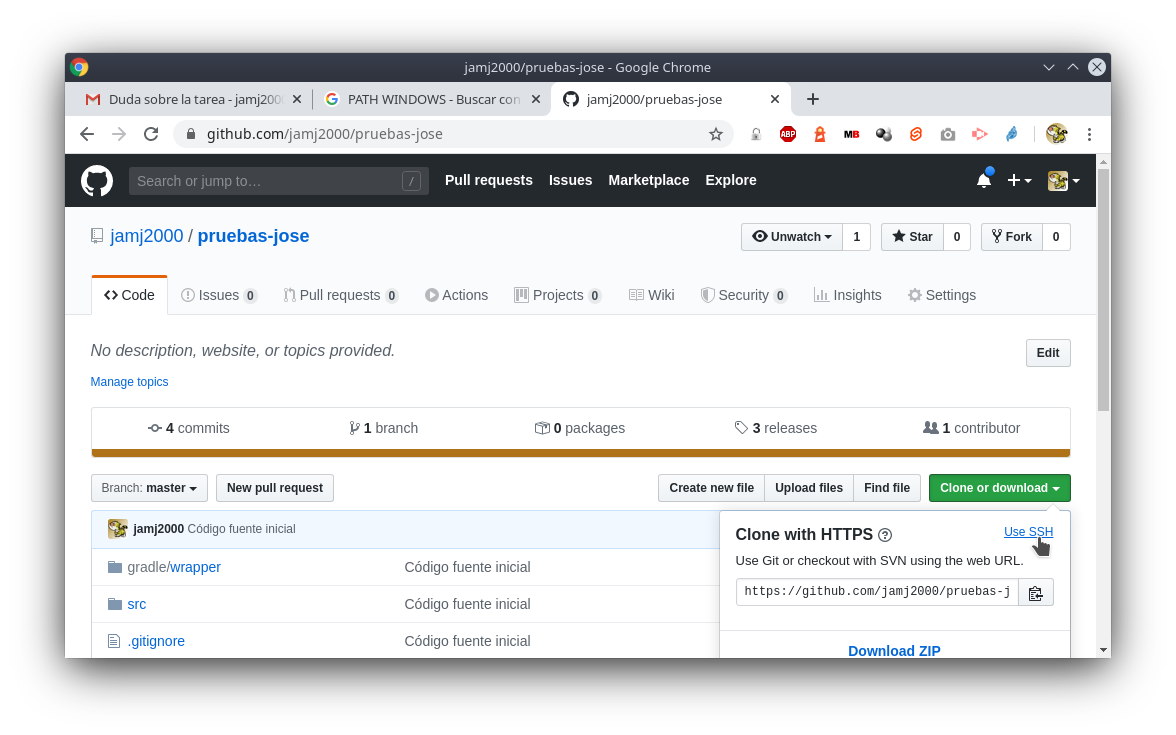 jamj2000/pruebas-jose - Google Chrome
Duda sobre la tarea - jamj200
PATH WINDOWS - Buscar con
jamj2000/pruebas-jose
github.com/jamj2000/pruebas-jose
ABP
MB
Search or jump to… /
Pull requests Issues Marketplace Explore
jamj2000 / pruebas-jose
Unwatch 1 Star 0 Fork 0
Code Issues 0 Pull requests 0 Actions Projects 0 Wiki Security 0 Insights Settings
No description, website, or topics provided.
Edit
Manage topics
4 commits 1 branch 0 packages 3 releases 1 contributor
Branch: master New pull request Create new file Upload files Find file Clone or download
jamj2000 Código fuente inicial
gradle/wrapper Código fuente inicial
src Código fuente inicial
.gitignore Código fuente inicial
Clone with HTTPS ? Use SSH
Use Git or checkout with SVN using the web URL.
https://github.com/jamj2000/pruebas-j
Download ZIP